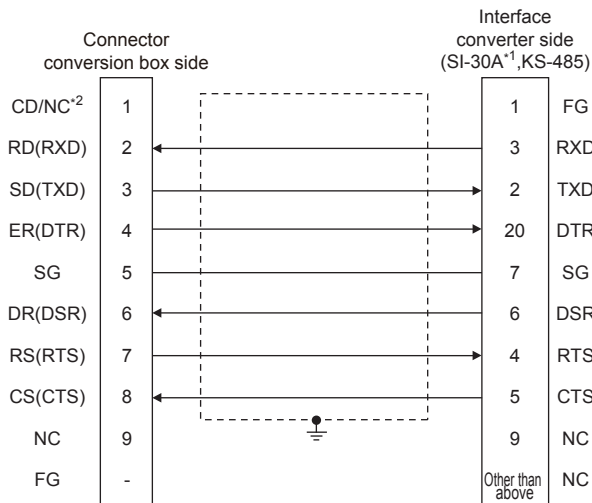 Connector
conversion box side
Interface
converter side
(SI-30A*1,KS-485)
CD/NC*2 1 1 FG
RD(RXD) 2 3 RXD
SD(TXD) 3 2 TXD
ER(DTR) 4 20 DTR
SG 5 7 SG
DR(DSR) 6 6 DSR
RS(RTS) 7 4 RTS
CS(CTS) 8 5 CTS
NC 9 9 NC
FG - Other than above NC